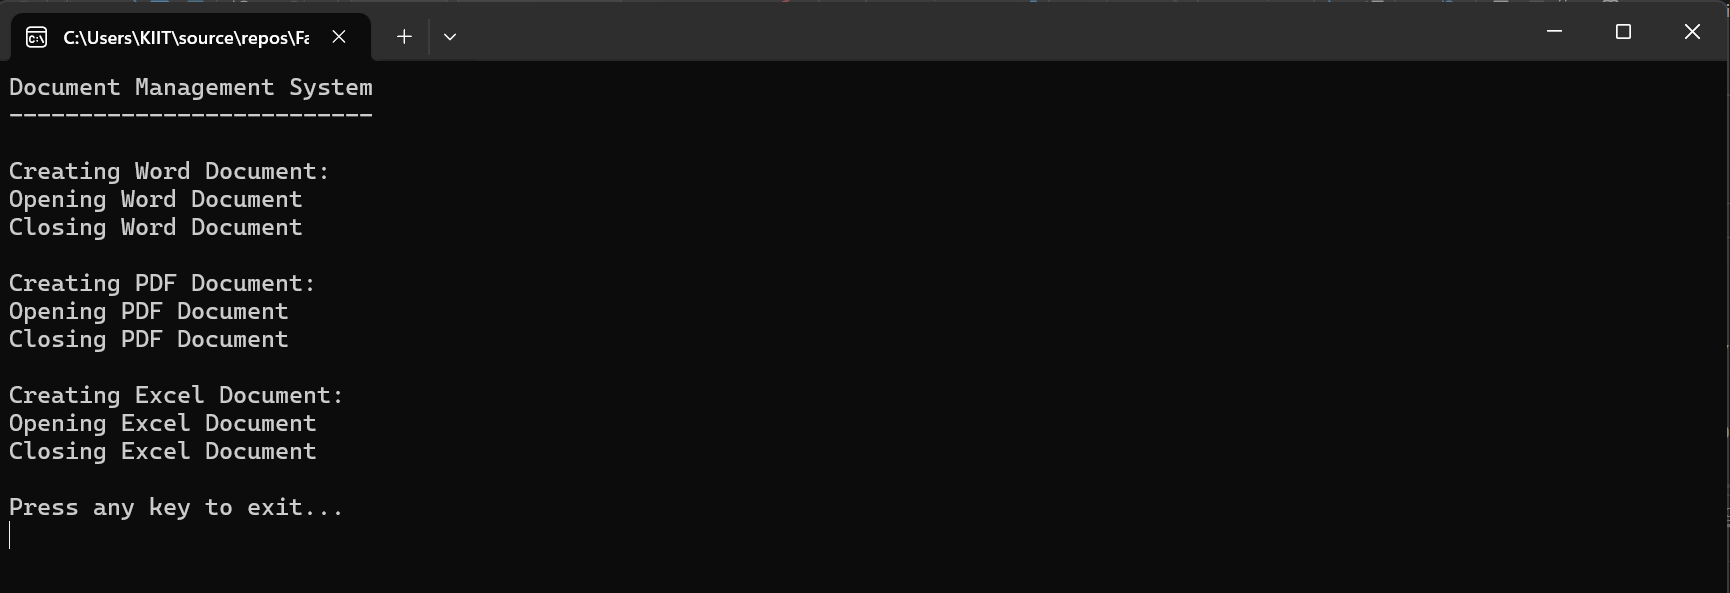 C:\Users\KIIT\source\repos\Fa
Document Management System
--------------------------
Creating Word Document:
Opening Word Document
Closing Word Document
Creating PDF Document:
Opening PDF Document
Closing PDF Document
Creating Excel Document:
Opening Excel Document
Closing Excel Document
Press any key to exit...